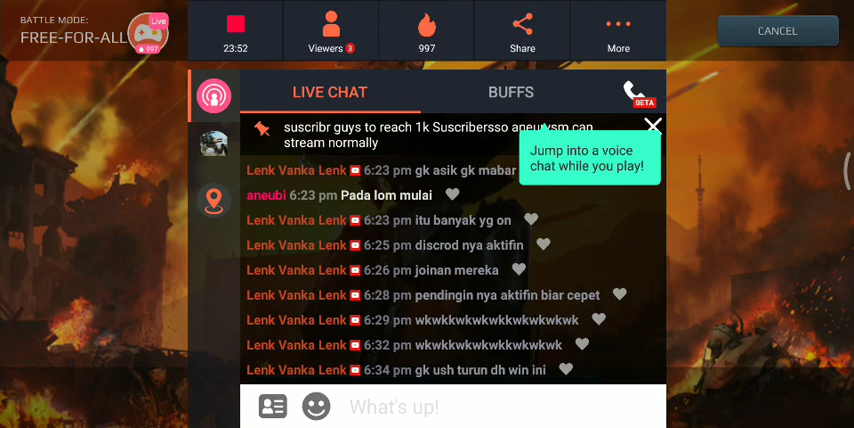 BATTLE MODE:
FREE-FOR-ALL
Live
997
23:52
Viewers 3
997
Share
More
CANCEL
LIVE CHAT
BUFFS
BETA
suscribr guys to reach 1k Suscribersso aneurysm can
stream normally
Jump into a voice
chat while you play!
Lenk Vanka Lenk 6:23 pm gk asik gk mabar
aneubi 6:23 pm Pada lom mulai
Lenk Vanka Lenk 6:23 pm itu banyak yg on
Lenk Vanka Lenk 6:25 pm discrod nya aktifin
Lenk Vanka Lenk 6:26 pm joinan mereka
Lenk Vanka Lenk 6:28 pm pendingin nya aktifin biar cepet
Lenk Vanka Lenk 6:29 pm wkwkkwkwkwkkwkwkwkwk
Lenk Vanka Lenk 6:32 pm wkwkkwkwkwkkwkwkwk
Lenk Vanka Lenk 6:34 pm gk ush turun dh win ini
What's up!